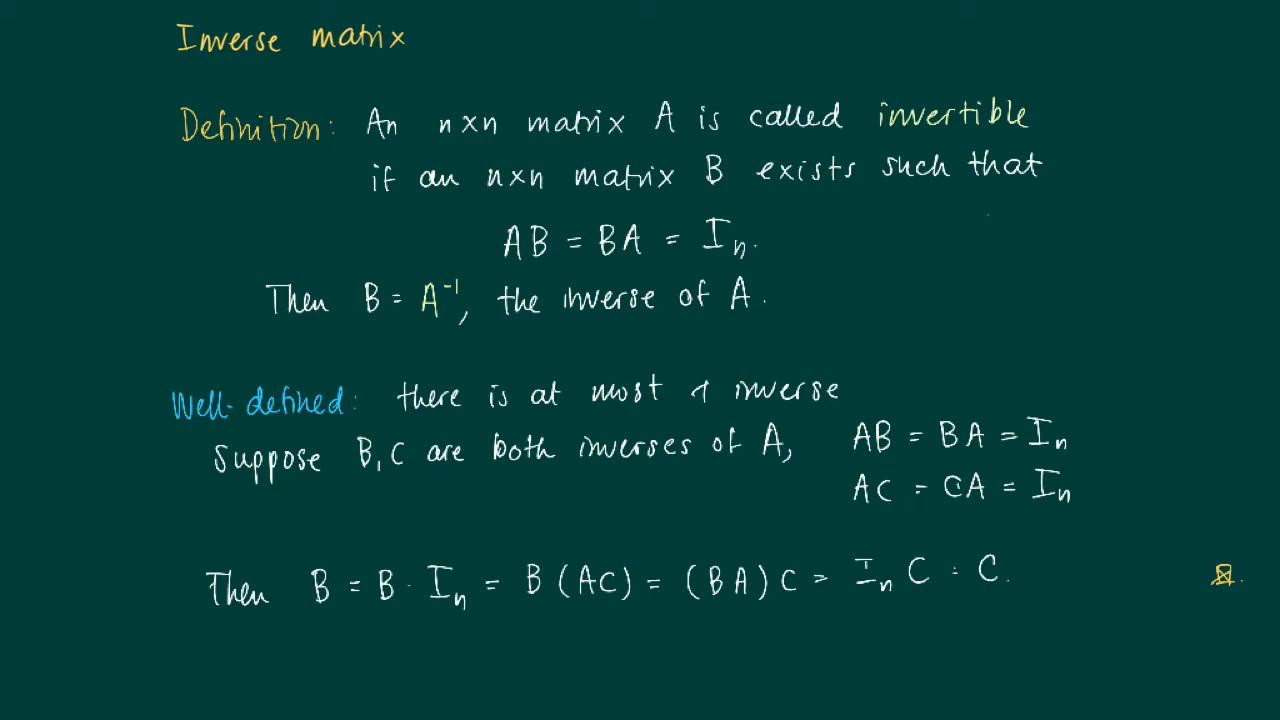 Inverse matrix
Definition: An n×n matrix A is called invertible
if an n×n matrix B exists such that
AB = BA = Iₙ.
Then B = A⁻¹, the inverse of A.
Well-defined: there is at most 1 inverse
Suppose B, C are both inverses of A, AB = BA = Iₙ
AC = CA = Iₙ
Then B = B · Iₙ = B(AC) = (BA)C = Iₙ C = C.